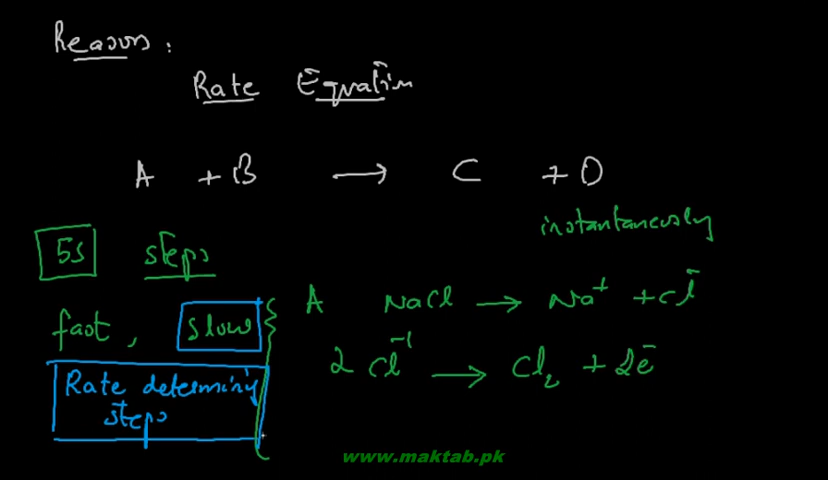 Reason :
Rate Equation
A + B → C + D
instantaneously
5s steps
fast , slow
A NaCl → Na⁺ + Cl⁻
2 Cl⁻¹ → Cl₂ + 2e⁻
Rate determining
steps
www.maktab.pk